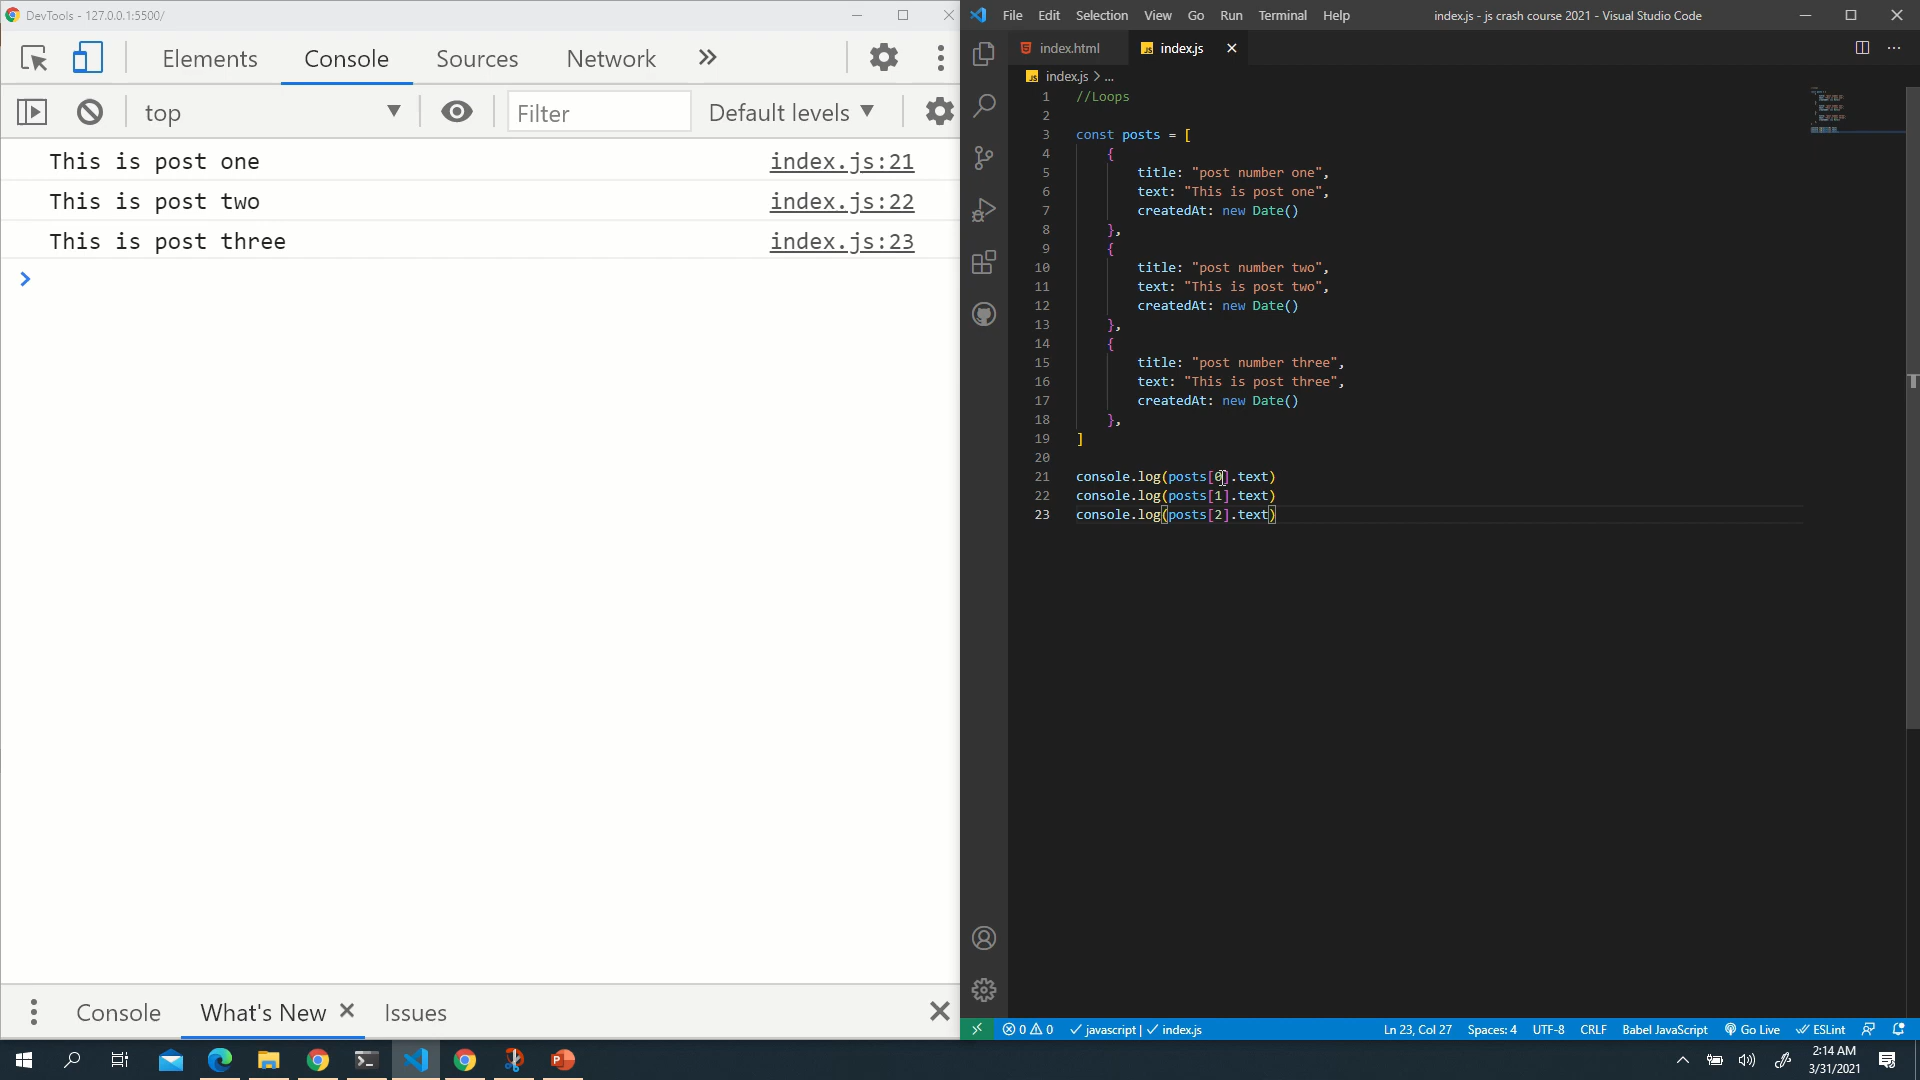 DevTools - 127.0.0.1:5500/
Elements Console Sources Network
top Filter Default levels
This is post one index.js:21
This is post two index.js:22
This is post three index.js:23
Console What's New Issues
File Edit Selection View Go Run Terminal Help index.js - js crash course 2021 - Visual Studio Code
index.html JS index.js
JS index.js > ...
1 //Loops
2
3 const posts = [
4 {
5 title: "post number one",
6 text: "This is post one",
7 createdAt: new Date()
8 },
9 {
10 title: "post number two",
11 text: "This is post two",
12 createdAt: new Date()
13 },
14 {
15 title: "post number three",
16 text: "This is post three",
17 createdAt: new Date()
18 },
19 ]
20
21 console.log(posts[0].text)
22 console.log(posts[1].text)
23 console.log(posts[2].text)
0 0 javascript | index.js Ln 23, Col 27 Spaces: 4 UTF-8 CRLF Babel JavaScript Go Live ESLint
2:14 AM
3/31/2021